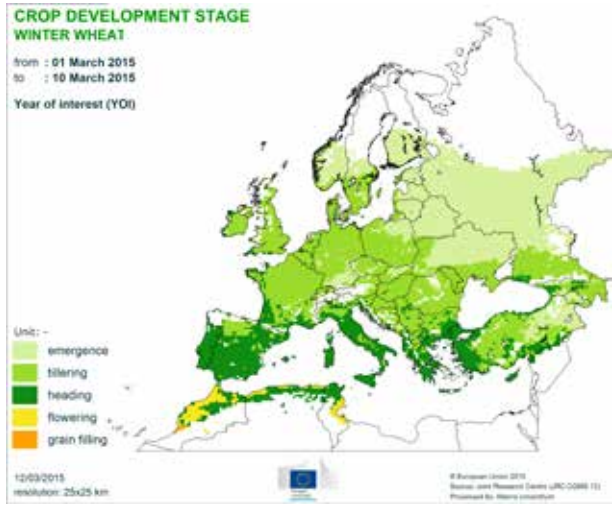 CROP DEVELOPMENT STAGE
WINTER WHEAT
from : 01 March 2015
to : 10 March 2015
Year of interest (YOI)
Unit: -
emergence
tillering
heading
flowering
grain filling
12/03/2015
resolution: 25x25 km
© European Union 2015
Source: Joint Research Centre
Processed by: Alterra consortium